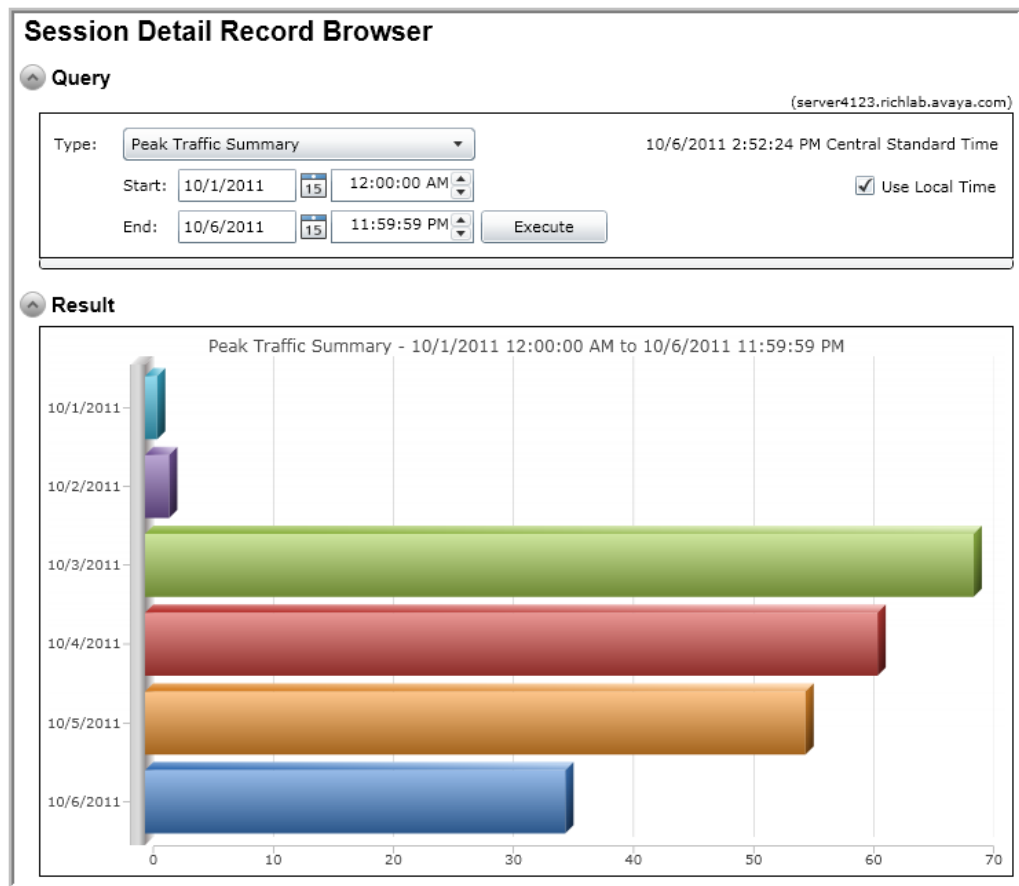 Session Detail Record Browser
Query
(server4123.richlab.avaya.com)
Type: Peak Traffic Summary 10/6/2011 2:52:24 PM Central Standard Time
Start: 10/1/2011 15 12:00:00 AM Use Local Time
End: 10/6/2011 15 11:59:59 PM Execute
Result
Peak Traffic Summary - 10/1/2011 12:00:00 AM to 10/6/2011 11:59:59 PM
10/1/2011
10/2/2011
10/3/2011
10/4/2011
10/5/2011
10/6/2011
0 10 20 30 40 50 60 70